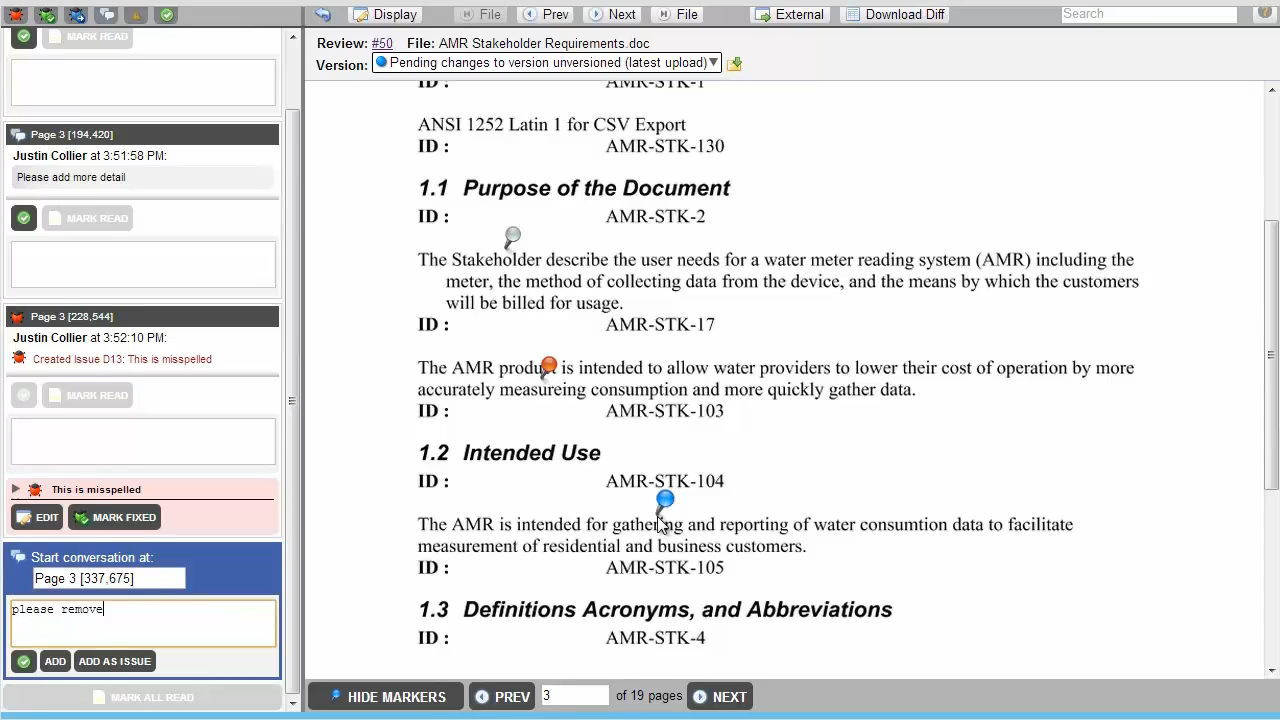 Display
File
Prev
Next
File
External
Download Diff
Search
Review: #50 File: AMR Stakeholder Requirements.doc
Version: Pending changes to version unversioned (latest upload)
MARK READ
Page 3 [194,420]
Justin Collier at 3:51:58 PM:
Please add more detail
MARK READ
Page 3 [228,544]
Justin Collier at 3:52:10 PM:
Created Issue D13: This is misspelled
MARK READ
This is misspelled
EDIT
MARK FIXED
Start conversation at:
Page 3 [337,675]
please remove
ADD
ADD AS ISSUE
MARK ALL READ
ID : AMR-STK-1
ANSI 1252 Latin 1 for CSV Export
ID : AMR-STK-130
1.1 Purpose of the Document
ID : AMR-STK-2
The Stakeholder describe the user needs for a water meter reading system (AMR) including the
meter, the method of collecting data from the device, and the means by which the customers
will be billed for usage.
ID : AMR-STK-17
The AMR product is intended to allow water providers to lower their cost of operation by more
accurately measureing consumption and more quickly gather data.
ID : AMR-STK-103
1.2 Intended Use
ID : AMR-STK-104
The AMR is intended for gathering and reporting of water consumtion data to facilitate
measurement of residential and business customers.
ID : AMR-STK-105
1.3 Definitions Acronyms, and Abbreviations
ID : AMR-STK-4
HIDE MARKERS
PREV
3 of 19 pages
NEXT